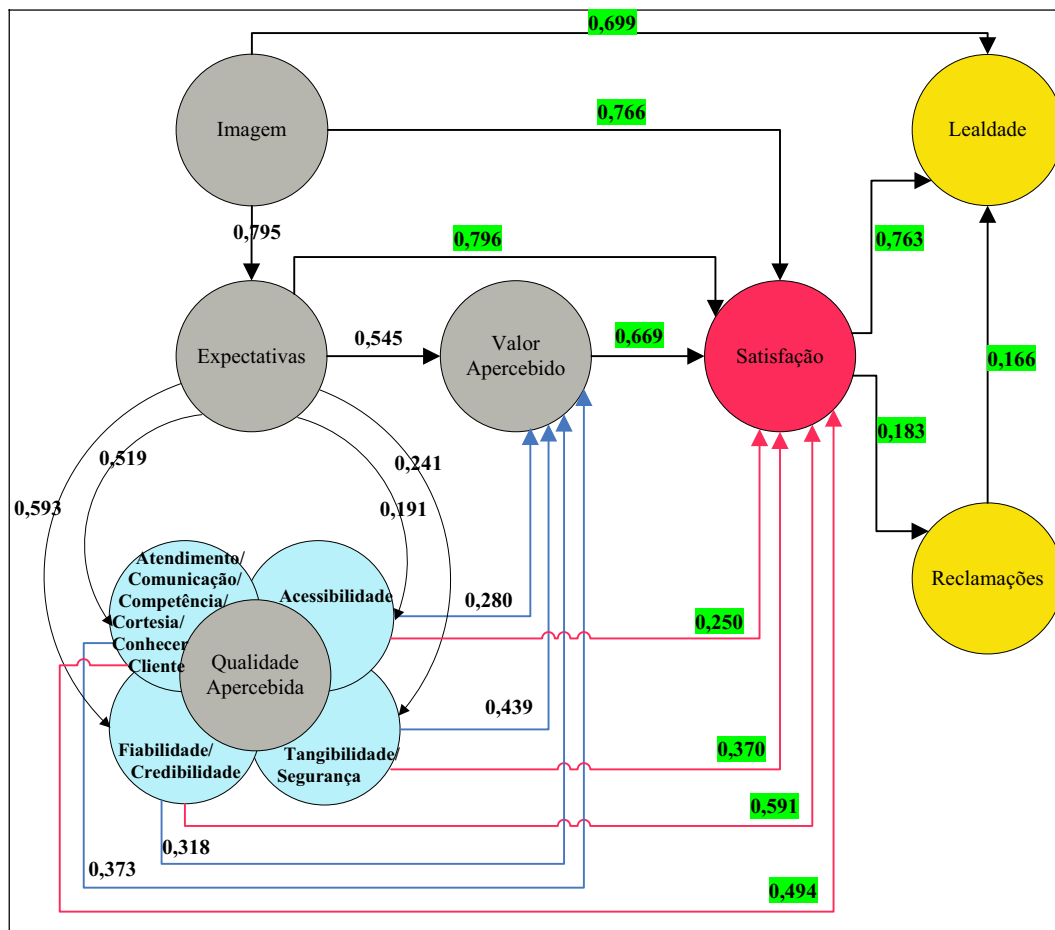 0,699
Imagem
0,766
Lealdade
0,795
0,796
0,763
Expectativas
0,545
Valor
Apercebido
0,669
Satisfação
0,166
0,183
0,519
0,241
0,593
0,191
Atendimento/
Comunicação/
Competência/
Cortesia/
Conhecer
Cliente
Acessibilidade
0,280
0,250
Reclamações
Qualidade
Apercebida
0,439
Fiabilidade/
Credibilidade
Tangibilidade/
Segurança
0,370
0,591
0,318
0,373
0,494